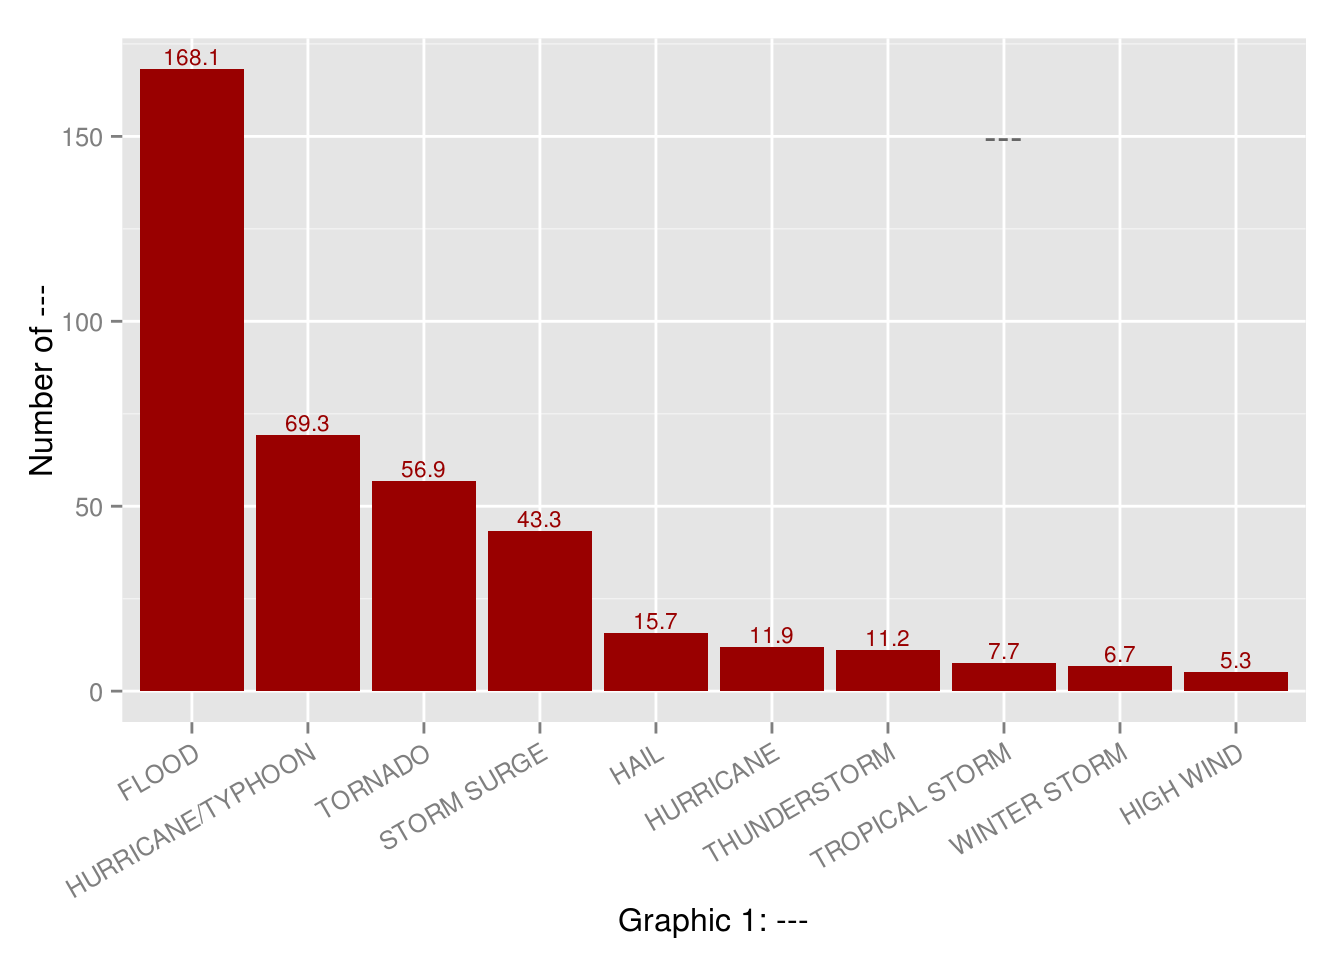 168.1
---
150
Number of ---
100
69.3
56.9
50
43.3
15.7
11.9
11.2
7.7
6.7
5.3
0
FLOOD
HURRICANE/TYPHOON
TORNADO
STORM SURGE
HAIL
HURRICANE
THUNDERSTORM
TROPICAL STORM
WINTER STORM
HIGH WIND
Graphic 1: ---